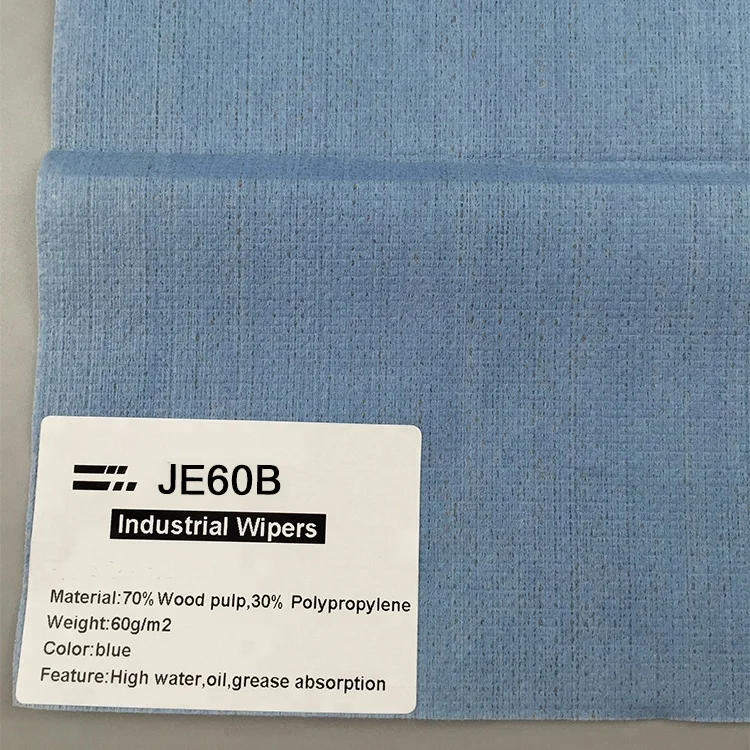 JE60B
Industrial Wipers
Material:70% Wood pulp,30% Polypropylene
Weight:60g/m2
Color:blue
Feature:High water,oil,grease absorption